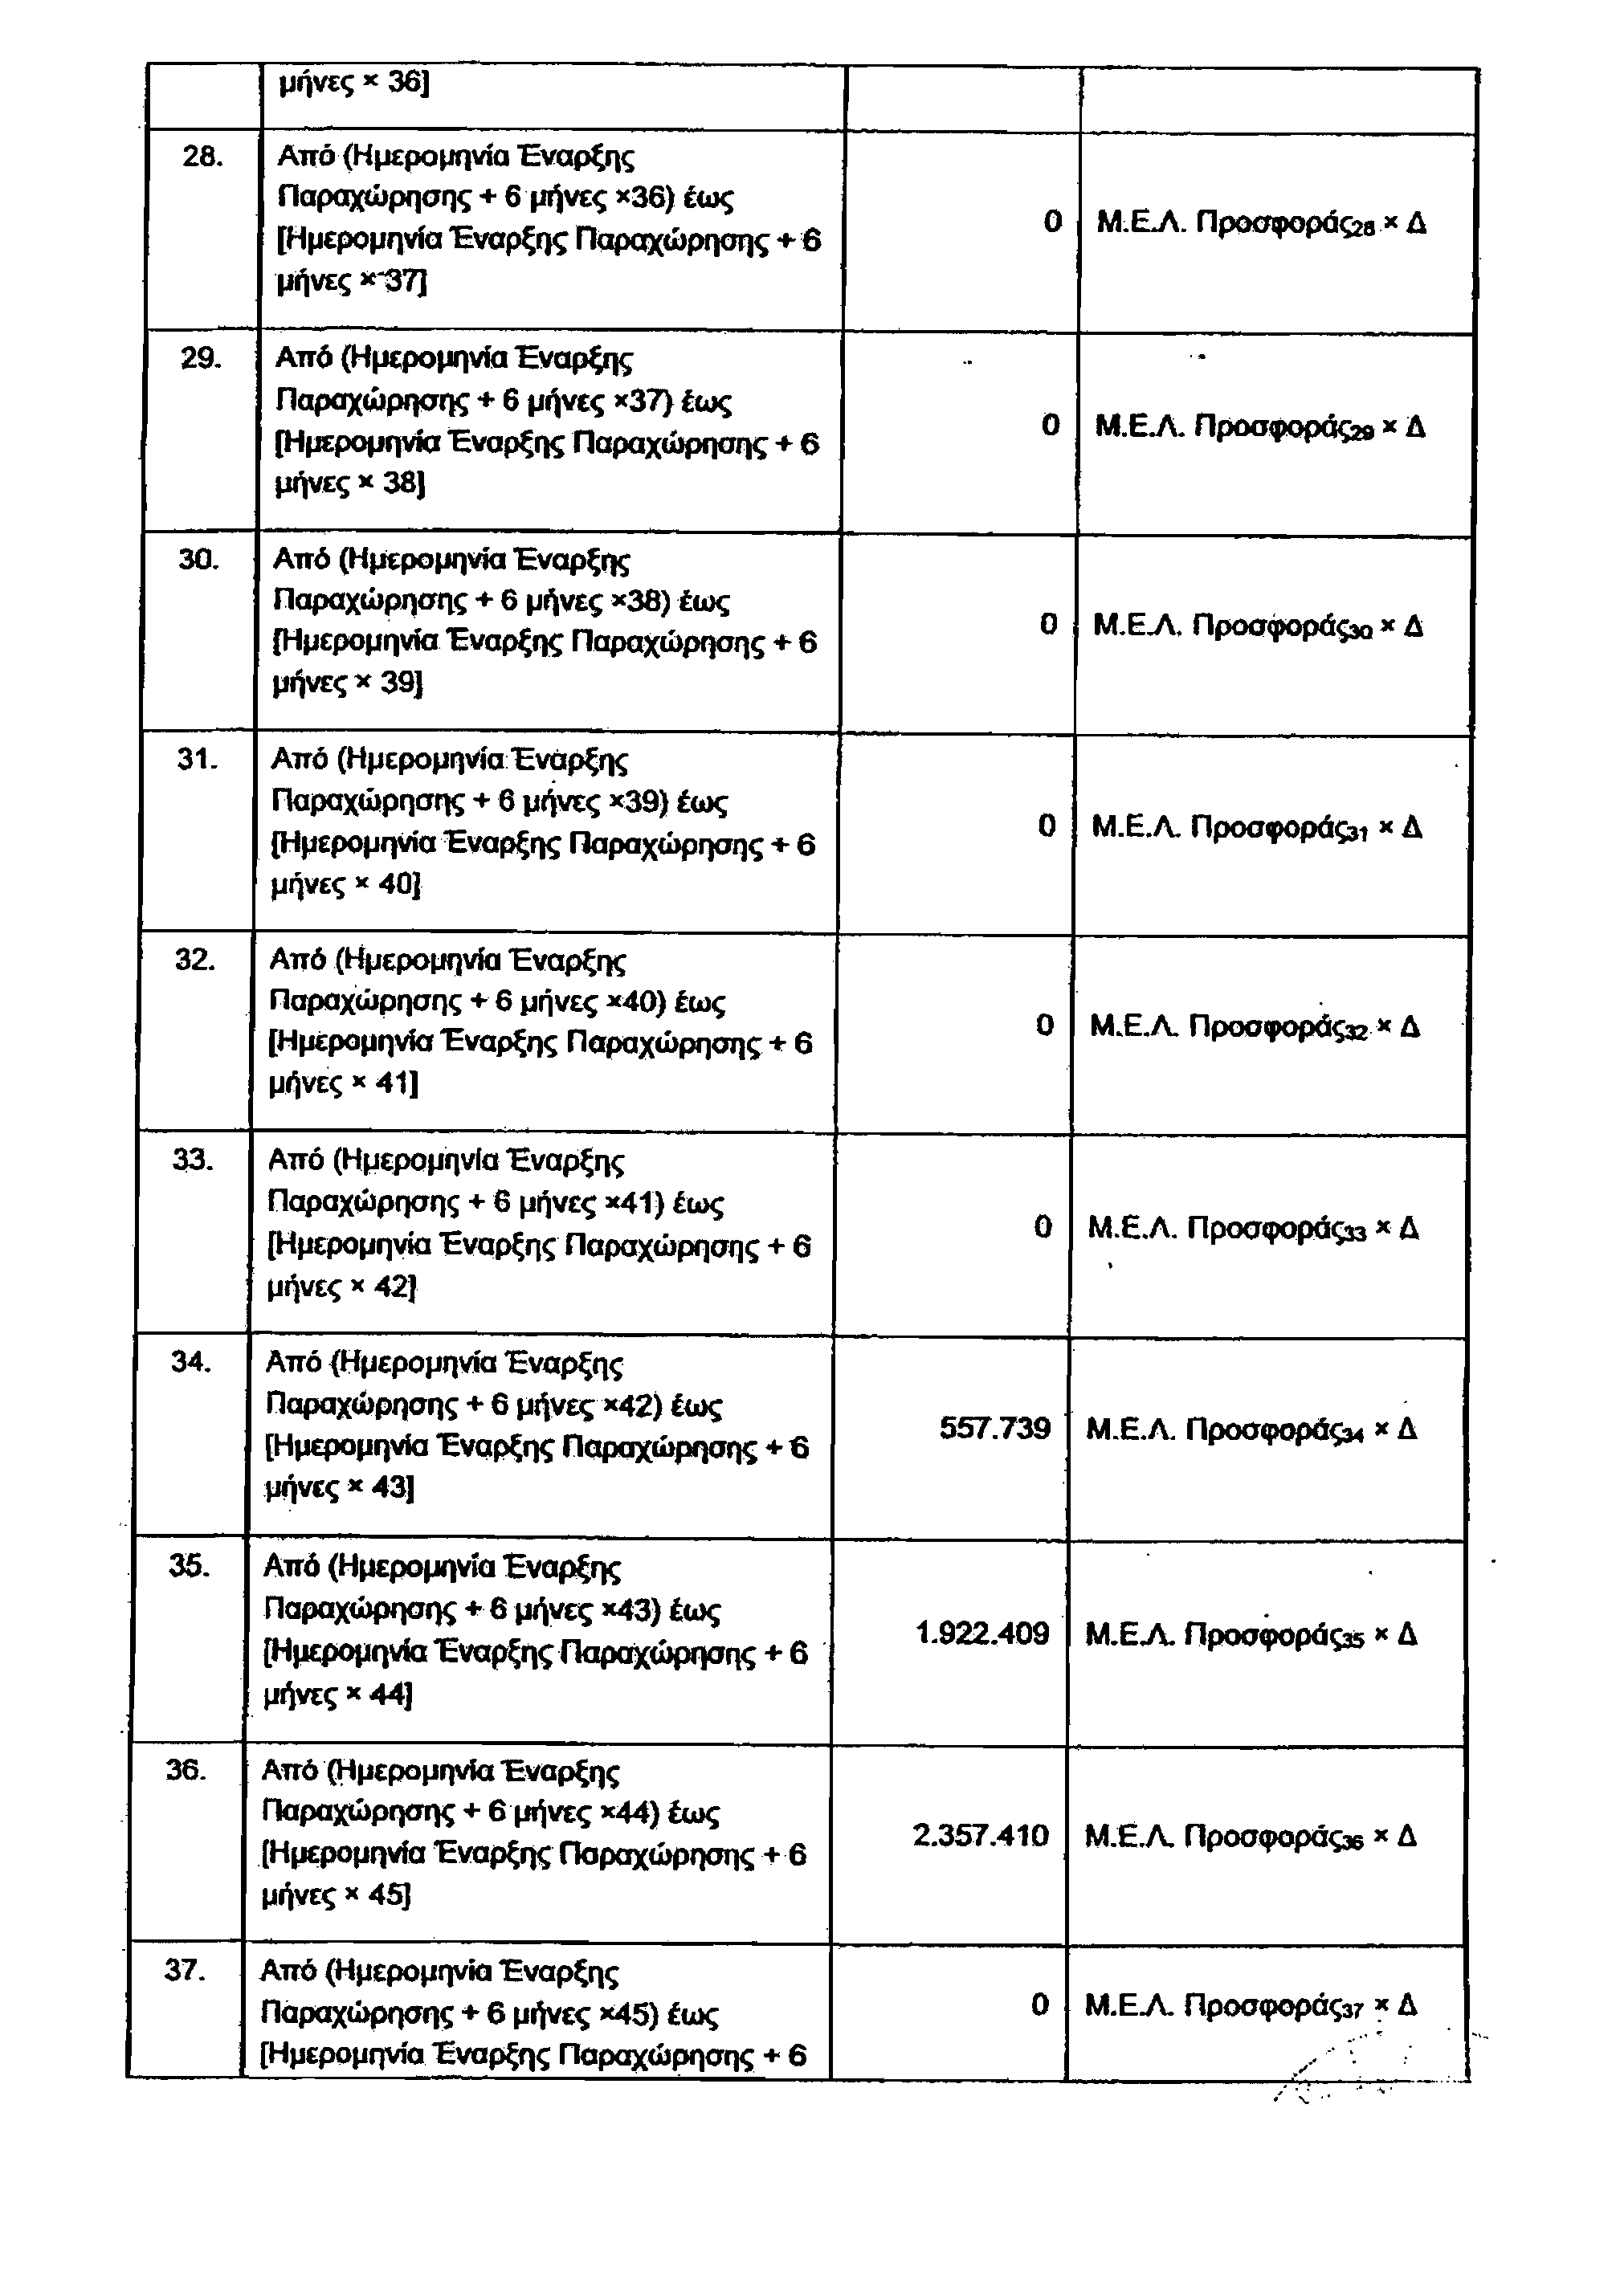 μήνες × 36]
28. Από (Ημερομηνία Έναρξης
Παραχώρησης + 6 μήνες ×36) έως
[Ημερομηνία Έναρξης Παραχώρησης + 6
μήνες × 37]
0 Μ.Ε.Λ. Προσφοράς28 × Δ
29. Από (Ημερομηνία Έναρξης
Παραχώρησης + 6 μήνες ×37) έως
[Ημερομηνία Έναρξης Παραχώρησης + 6
μήνες × 38]
0 Μ.Ε.Λ. Προσφοράς29 × Δ
30. Από (Ημερομηνία Έναρξης
Παραχώρησης + 6 μήνες ×38) έως
[Ημερομηνία Έναρξης Παραχώρησης + 6
μήνες × 39]
0 Μ.Ε.Λ. Προσφοράς30 × Δ
31. Από (Ημερομηνία Έναρξης
Παραχώρησης + 6 μήνες ×39) έως
[Ημερομηνία Έναρξης Παραχώρησης + 6
μήνες × 40]
0 Μ.Ε.Λ. Προσφοράς31 × Δ
32. Από (Ημερομηνία Έναρξης
Παραχώρησης + 6 μήνες ×40) έως
[Ημερομηνία Έναρξης Παραχώρησης + 6
μήνες × 41]
0 Μ.Ε.Λ. Προσφοράς32 × Δ
33. Από (Ημερομηνία Έναρξης
Παραχώρησης + 6 μήνες ×41) έως
[Ημερομηνία Έναρξης Παραχώρησης + 6
μήνες × 42]
0 Μ.Ε.Λ. Προσφοράς33 × Δ
34. Από (Ημερομηνία Έναρξης
Παραχώρησης + 6 μήνες ×42) έως
[Ημερομηνία Έναρξης Παραχώρησης + 6
μήνες × 43]
557.739 Μ.Ε.Λ. Προσφοράς34 × Δ
35. Από (Ημερομηνία Έναρξης
Παραχώρησης + 6 μήνες ×43) έως
[Ημερομηνία Έναρξης Παραχώρησης + 6
μήνες × 44]
1.922.409 Μ.Ε.Λ. Προσφοράς35 × Δ
36. Από (Ημερομηνία Έναρξης
Παραχώρησης + 6 μήνες ×44) έως
[Ημερομηνία Έναρξης Παραχώρησης + 6
μήνες × 45]
2.357.410 Μ.Ε.Λ. Προσφοράς36 × Δ
37. Από (Ημερομηνία Έναρξης
Παραχώρησης + 6 μήνες ×45) έως
[Ημερομηνία Έναρξης Παραχώρησης + 6
0 Μ.Ε.Λ. Προσφοράς37 × Δ